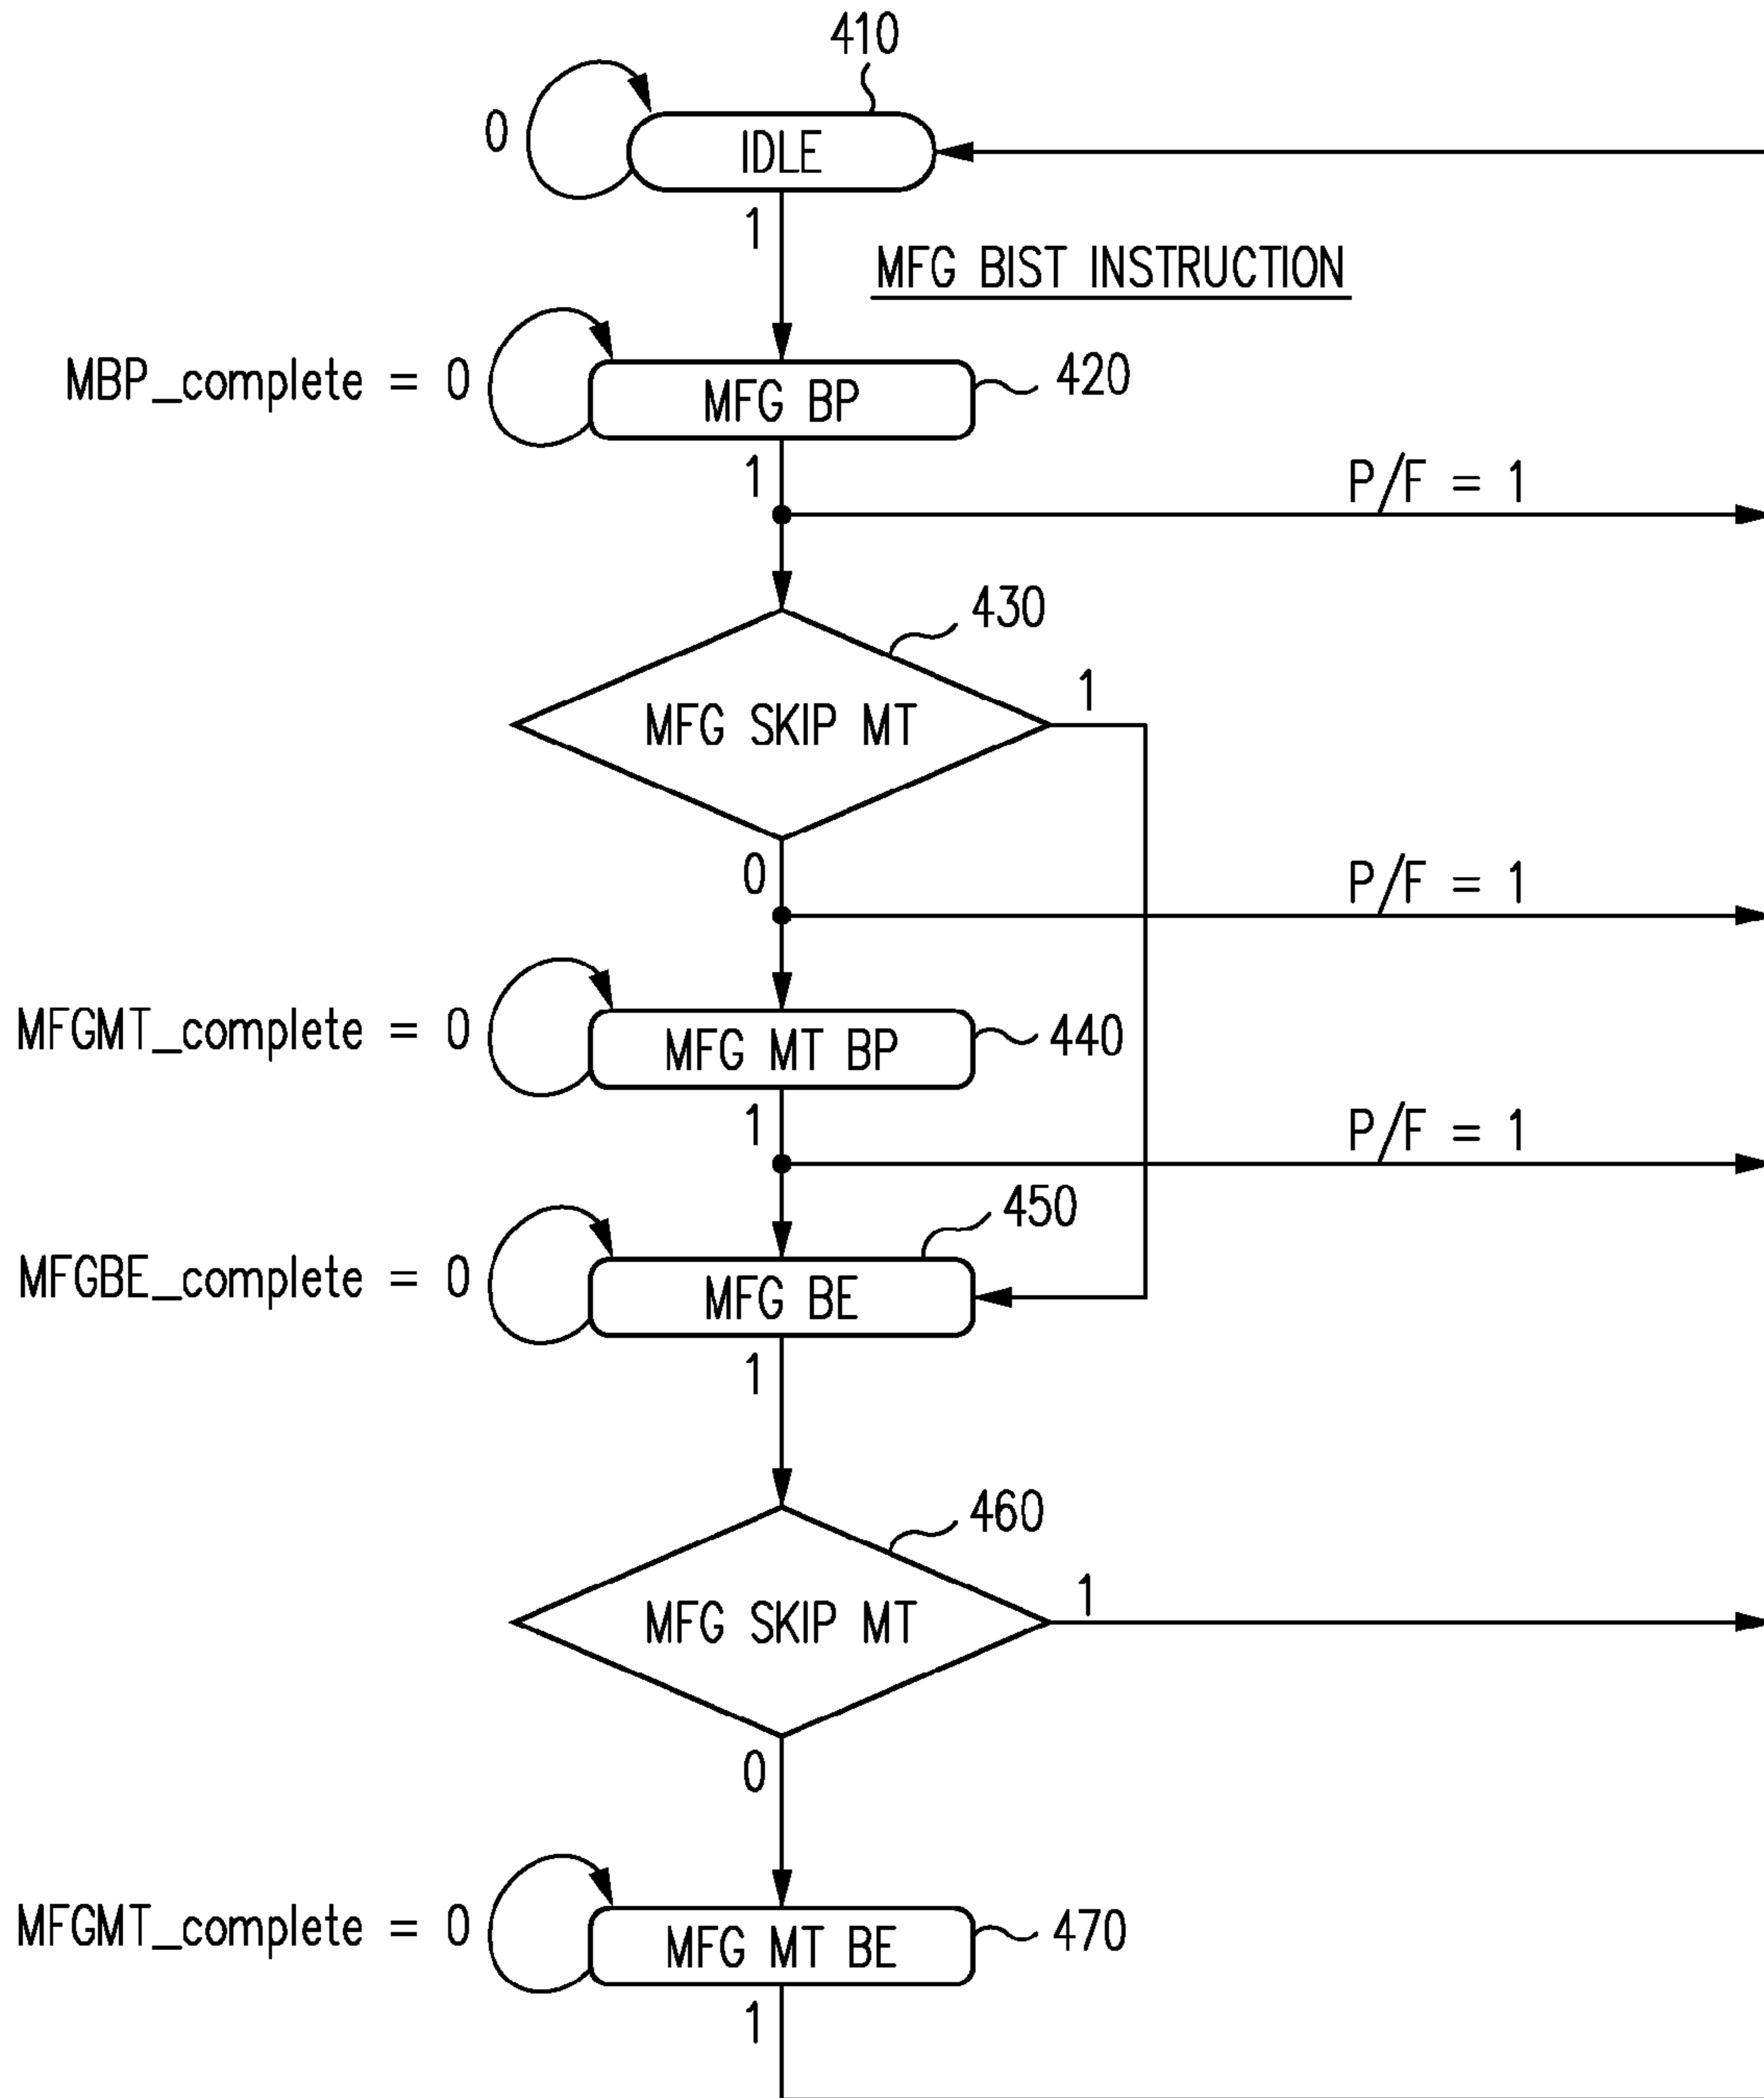 410
0
IDLE
1
MFG BIST INSTRUCTION
MBP_complete = 0
MFG BP
420
1
P/F = 1
430
MFG SKIP MT
1
0
P/F = 1
MFGMT_complete = 0
MFG MT BP
440
1
P/F = 1
450
MFGBE_complete = 0
MFG BE
1
460
MFG SKIP MT
1
0
MFGMT_complete = 0
MFG MT BE
470
1